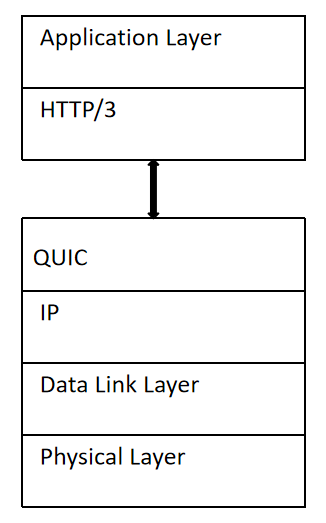 Application Layer
HTTP/3
QUIC
IP
Data Link Layer
Physical Layer